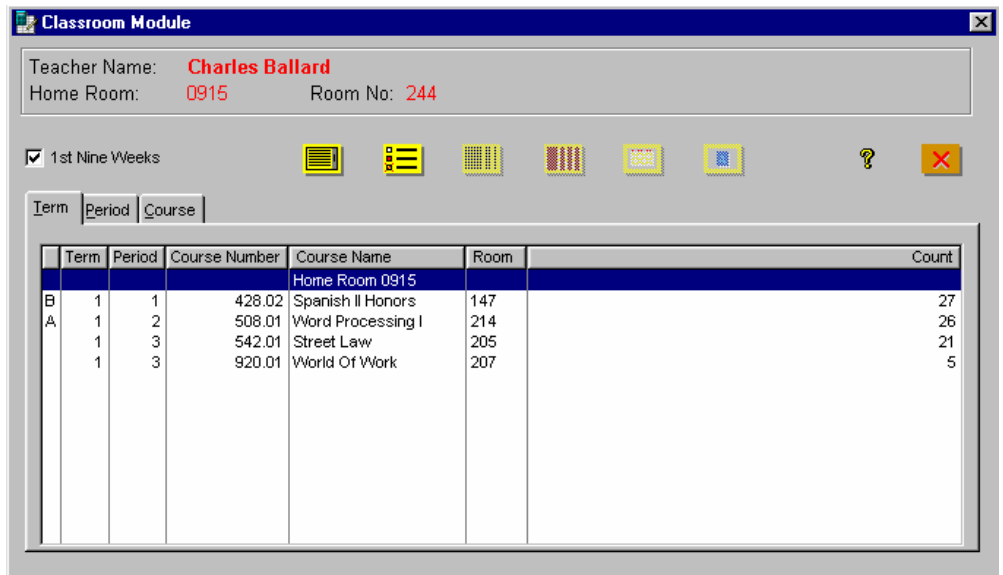 Classroom Module
Teacher Name: Charles Ballard
Home Room: 0915 Room No: 244
1st Nine Weeks ?
Term Period Course
Term Period Course Number Course Name Room Count
Home Room 0915
B 1 1 428.02 Spanish II Honors 147 27
A 1 2 508.01 Word Processing I 214 26
1 3 542.01 Street Law 205 21
1 3 920.01 World Of Work 207 5